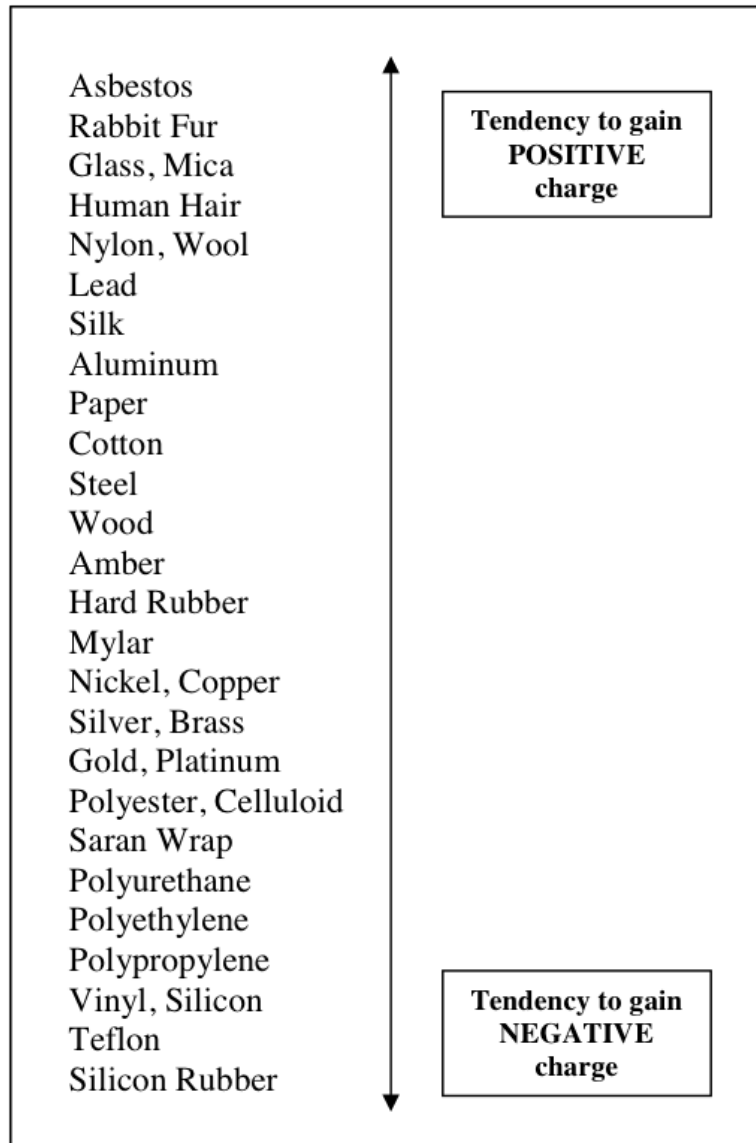 Asbestos
Rabbit Fur
Glass, Mica
Human Hair
Nylon, Wool
Lead
Silk
Aluminum
Paper
Cotton
Steel
Wood
Amber
Hard Rubber
Mylar
Nickel, Copper
Silver, Brass
Gold, Platinum
Polyester, Celluloid
Saran Wrap
Polyurethane
Polyethylene
Polypropylene
Vinyl, Silicon
Teflon
Silicon Rubber
Tendency to gain
POSITIVE
charge
Tendency to gain
NEGATIVE
charge